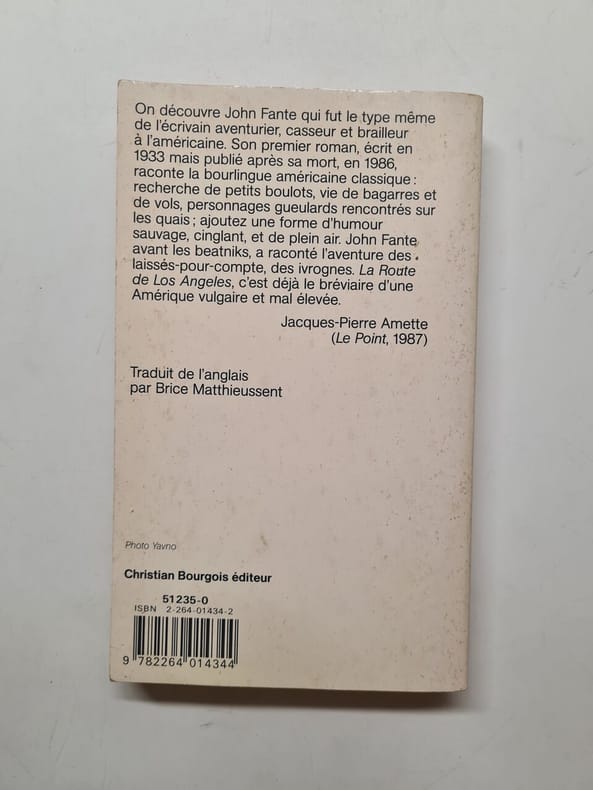 On découvre John Fante qui fut le type même
de l'écrivain aventurier, casseur et brailleur
à l'américaine. Son premier roman, écrit en
1933 mais publié après sa mort, en 1986,
raconte la bourlingue américaine classique :
recherche de petits boulots, vie de bagarres et
de vols, personnages gueulards rencontrés sur
les quais ; ajoutez une forme d'humour
sauvage, cinglant, et de plein air. John Fante,
avant les beatniks, a raconté l'aventure des
laissés-pour-compte, des ivrognes. La Route
de Los Angeles, c'est déjà le bréviaire d'une
Amérique vulgaire et mal élevée.
Jacques-Pierre Amette
(Le Point, 1987)
Traduit de l'anglais
par Brice Matthieussent
Photo Yavno
Christian Bourgois éditeur
51235-0
ISBN 2-264-01434-2
9 782264 014344